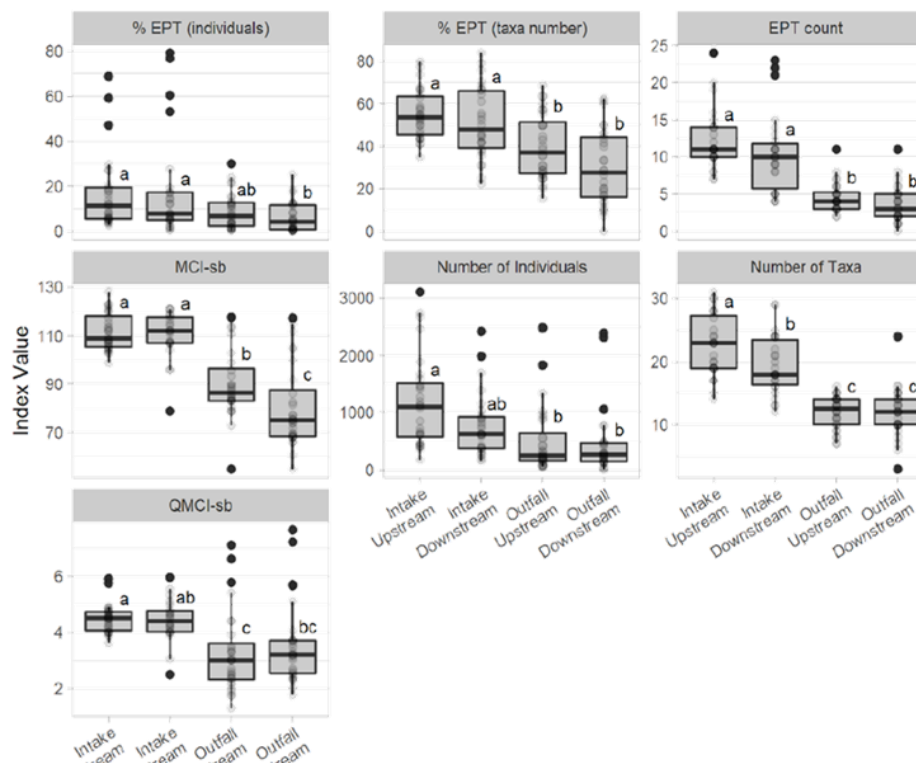 % EPT (individuals)
% EPT (taxa number)
EPT count
80
60
40
20
0
a
a
ab
b
80
60
40
20
0
a
a
b
b
25
20
15
10
5
0
a
a
b
b
MCI-sb
Number of Individuals
Number of Taxa
Index Value
130
110
90
70
a
a
b
c
3000
2000
1000
0
a
ab
b
b
30
20
10
a
b
c
Intake Upstream
Intake Downstream
Outfall Upstream
Outfall Downstream
Intake Upstream
Intake Downstream
Outfall Upstream
Outfall Downstream
QMCI-sb
6
4
2
a
ab
c
bc
Intake
Intake
Outfall
Outfall